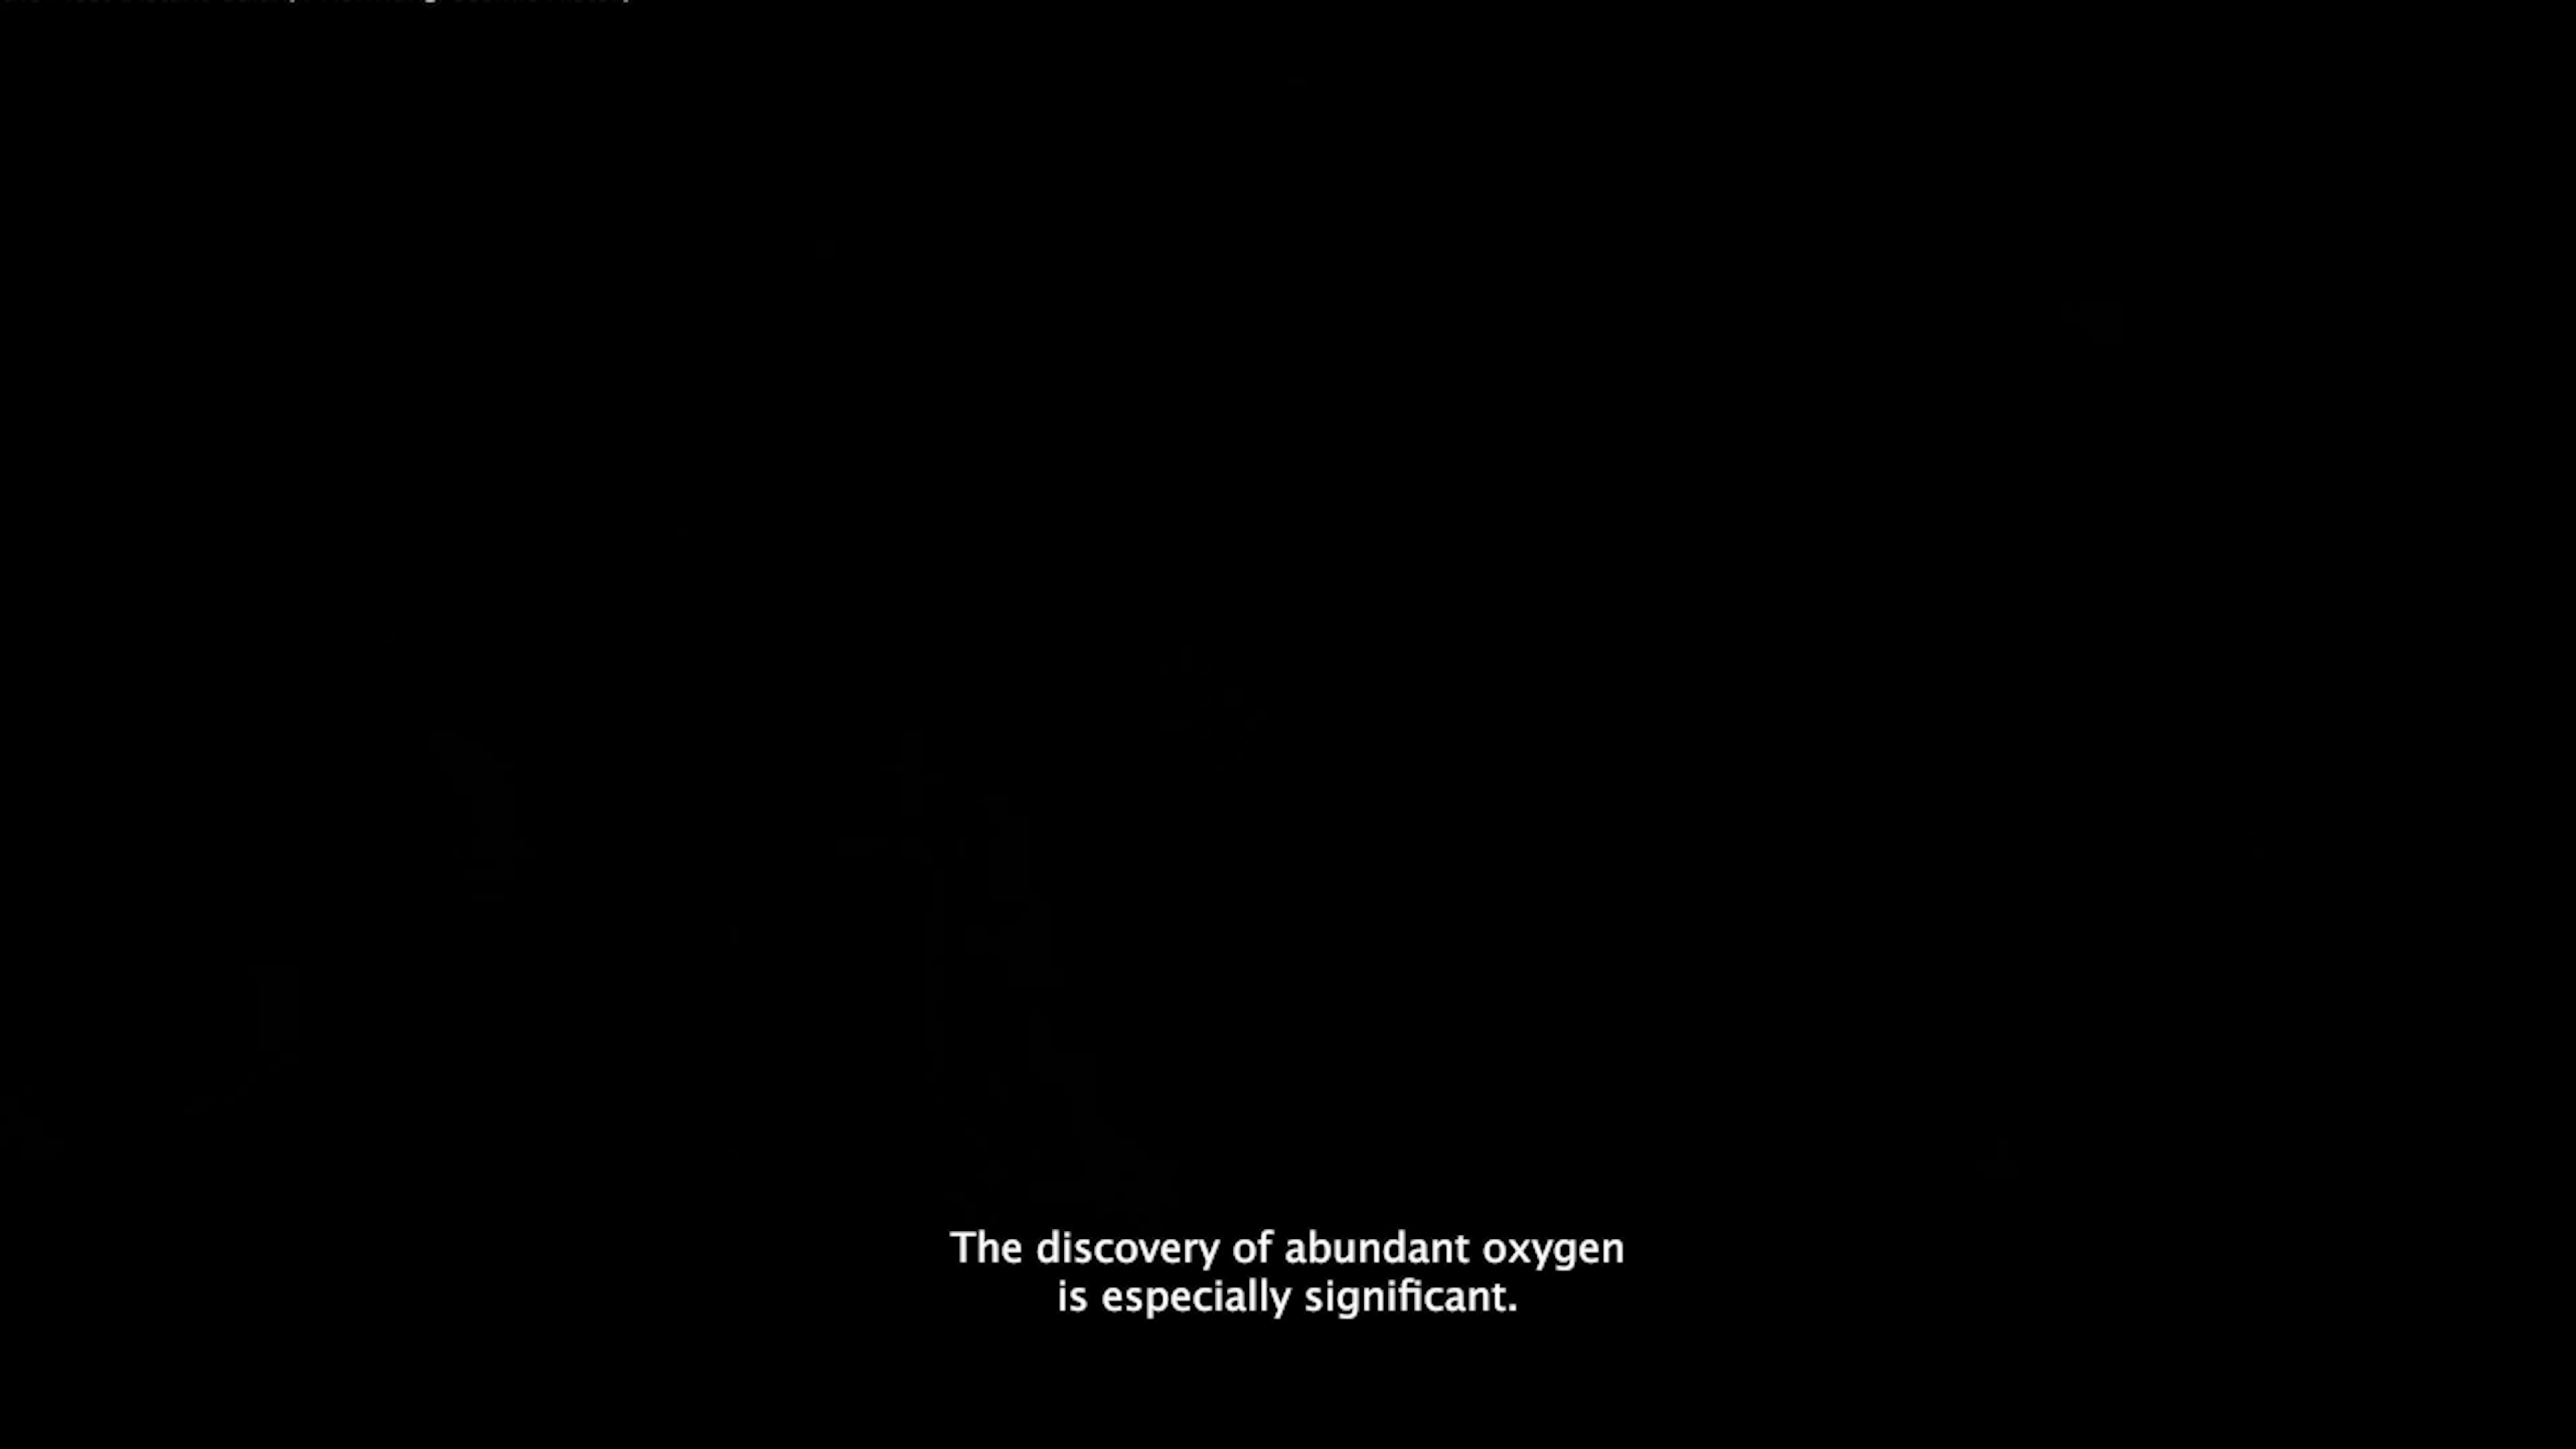 The discovery of abundant oxygen
is especially significant.